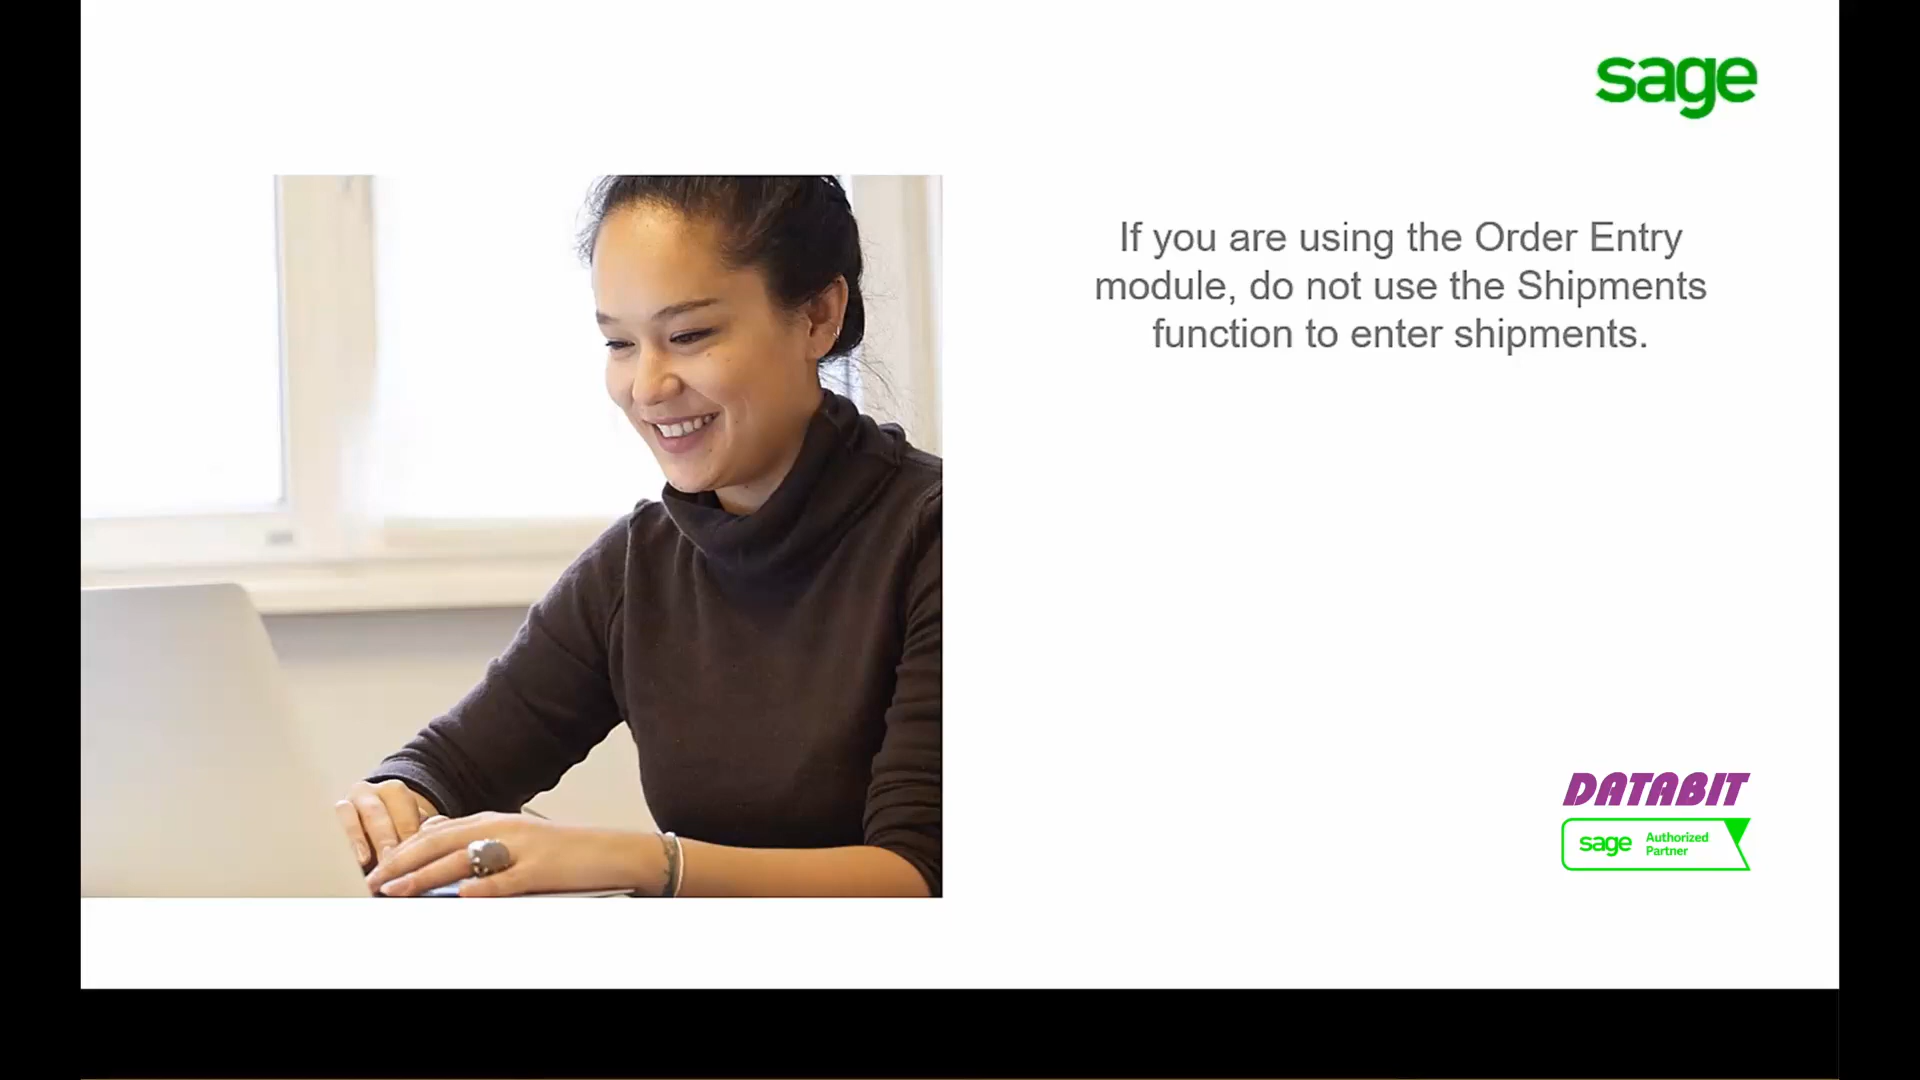 sage
If you are using the Order Entry
module, do not use the Shipments
function to enter shipments.
DATABIT
sage Authorized
Partner